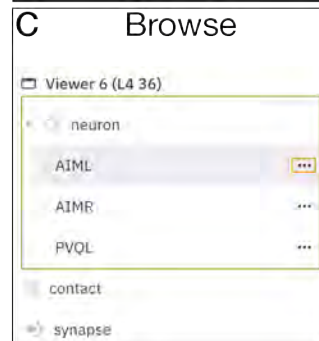 C Browse
Viewer 6 (L4 36)
neuron
AIML
AIMR
PVQL
contact
synapse